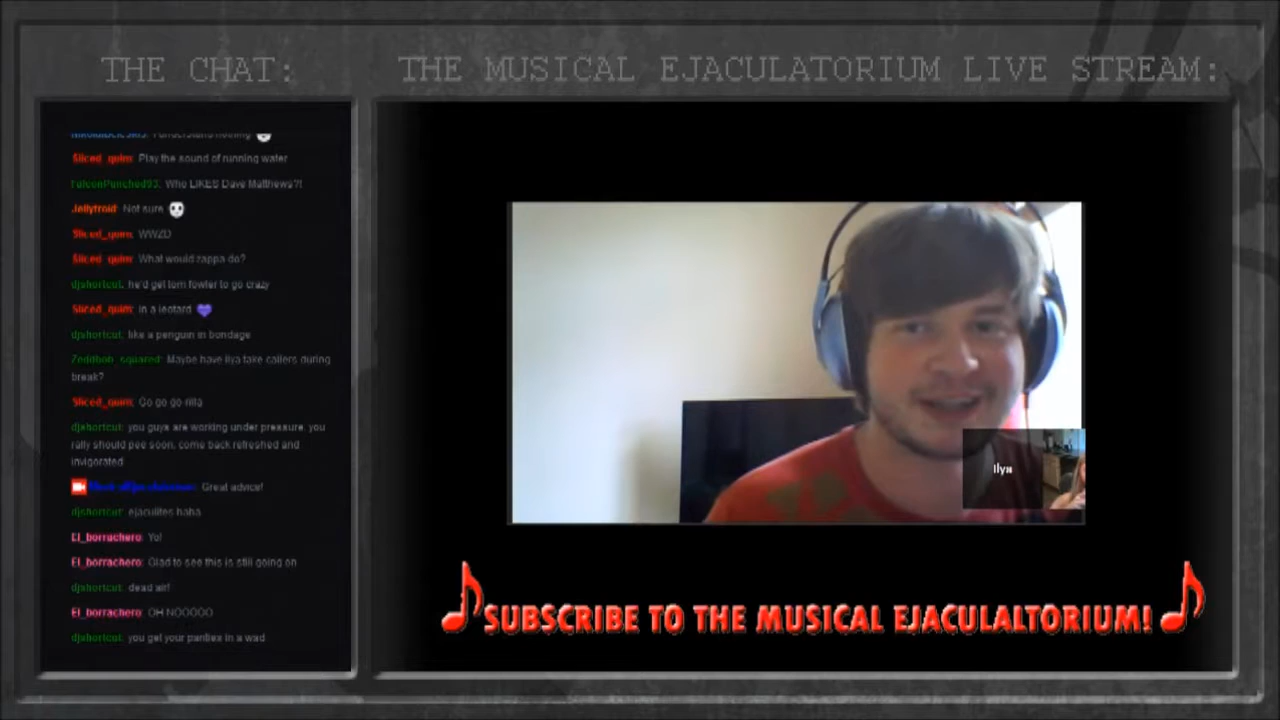 THE CHAT:
THE MUSICAL EJACULATORIUM LIVE STREAM:
Sliced_quim: Play the sound of running water
FalconPunched93: Who LIKES Dave Matthews?!
Jellytroid: Not sure
Sliced_quim: WWZD
Sliced_quim: What would zappa do?
djshortcut: he'd get tom fowler to go crazy
Sliced_quim: in a leotard
djshortcut: like a penguin in bondage
Zeddbon_squared: Maybe have ilya take callers during
break?
Sliced_quim: Go go go-rilla
djshortcut: you guys are working under pressure, you
rally should pee soon, come back refreshed and
invigorated
Great advice!
djshortcut: ejaculites haha
El_borrachero: Yo!
El_borrachero: Glad to see this is still going on
djshortcut: dead air!
El_borrachero: OH NOOOOO
djshortcut: you get your panties in a wad
Ilya
SUBSCRIBE TO THE MUSICAL EJACULALTORIUM!